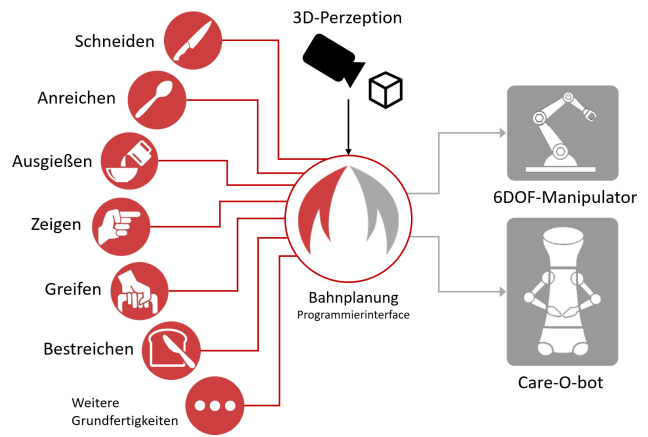 3D-Perzeption
Schneiden
Anreichen
Ausgießen
Zeigen
Greifen
Bestreichen
Weitere
Grundfertigkeiten
Bahnplanung
Programmierinterface
6DOF-Manipulator
Care-O-bot